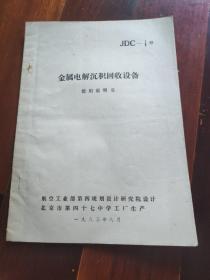 JDC—1型
金属电解沉积回收设备
使用说明书
航空工业部第四规划设计研究院设计
北京市第四十七中学工厂生产
一九八三年八月